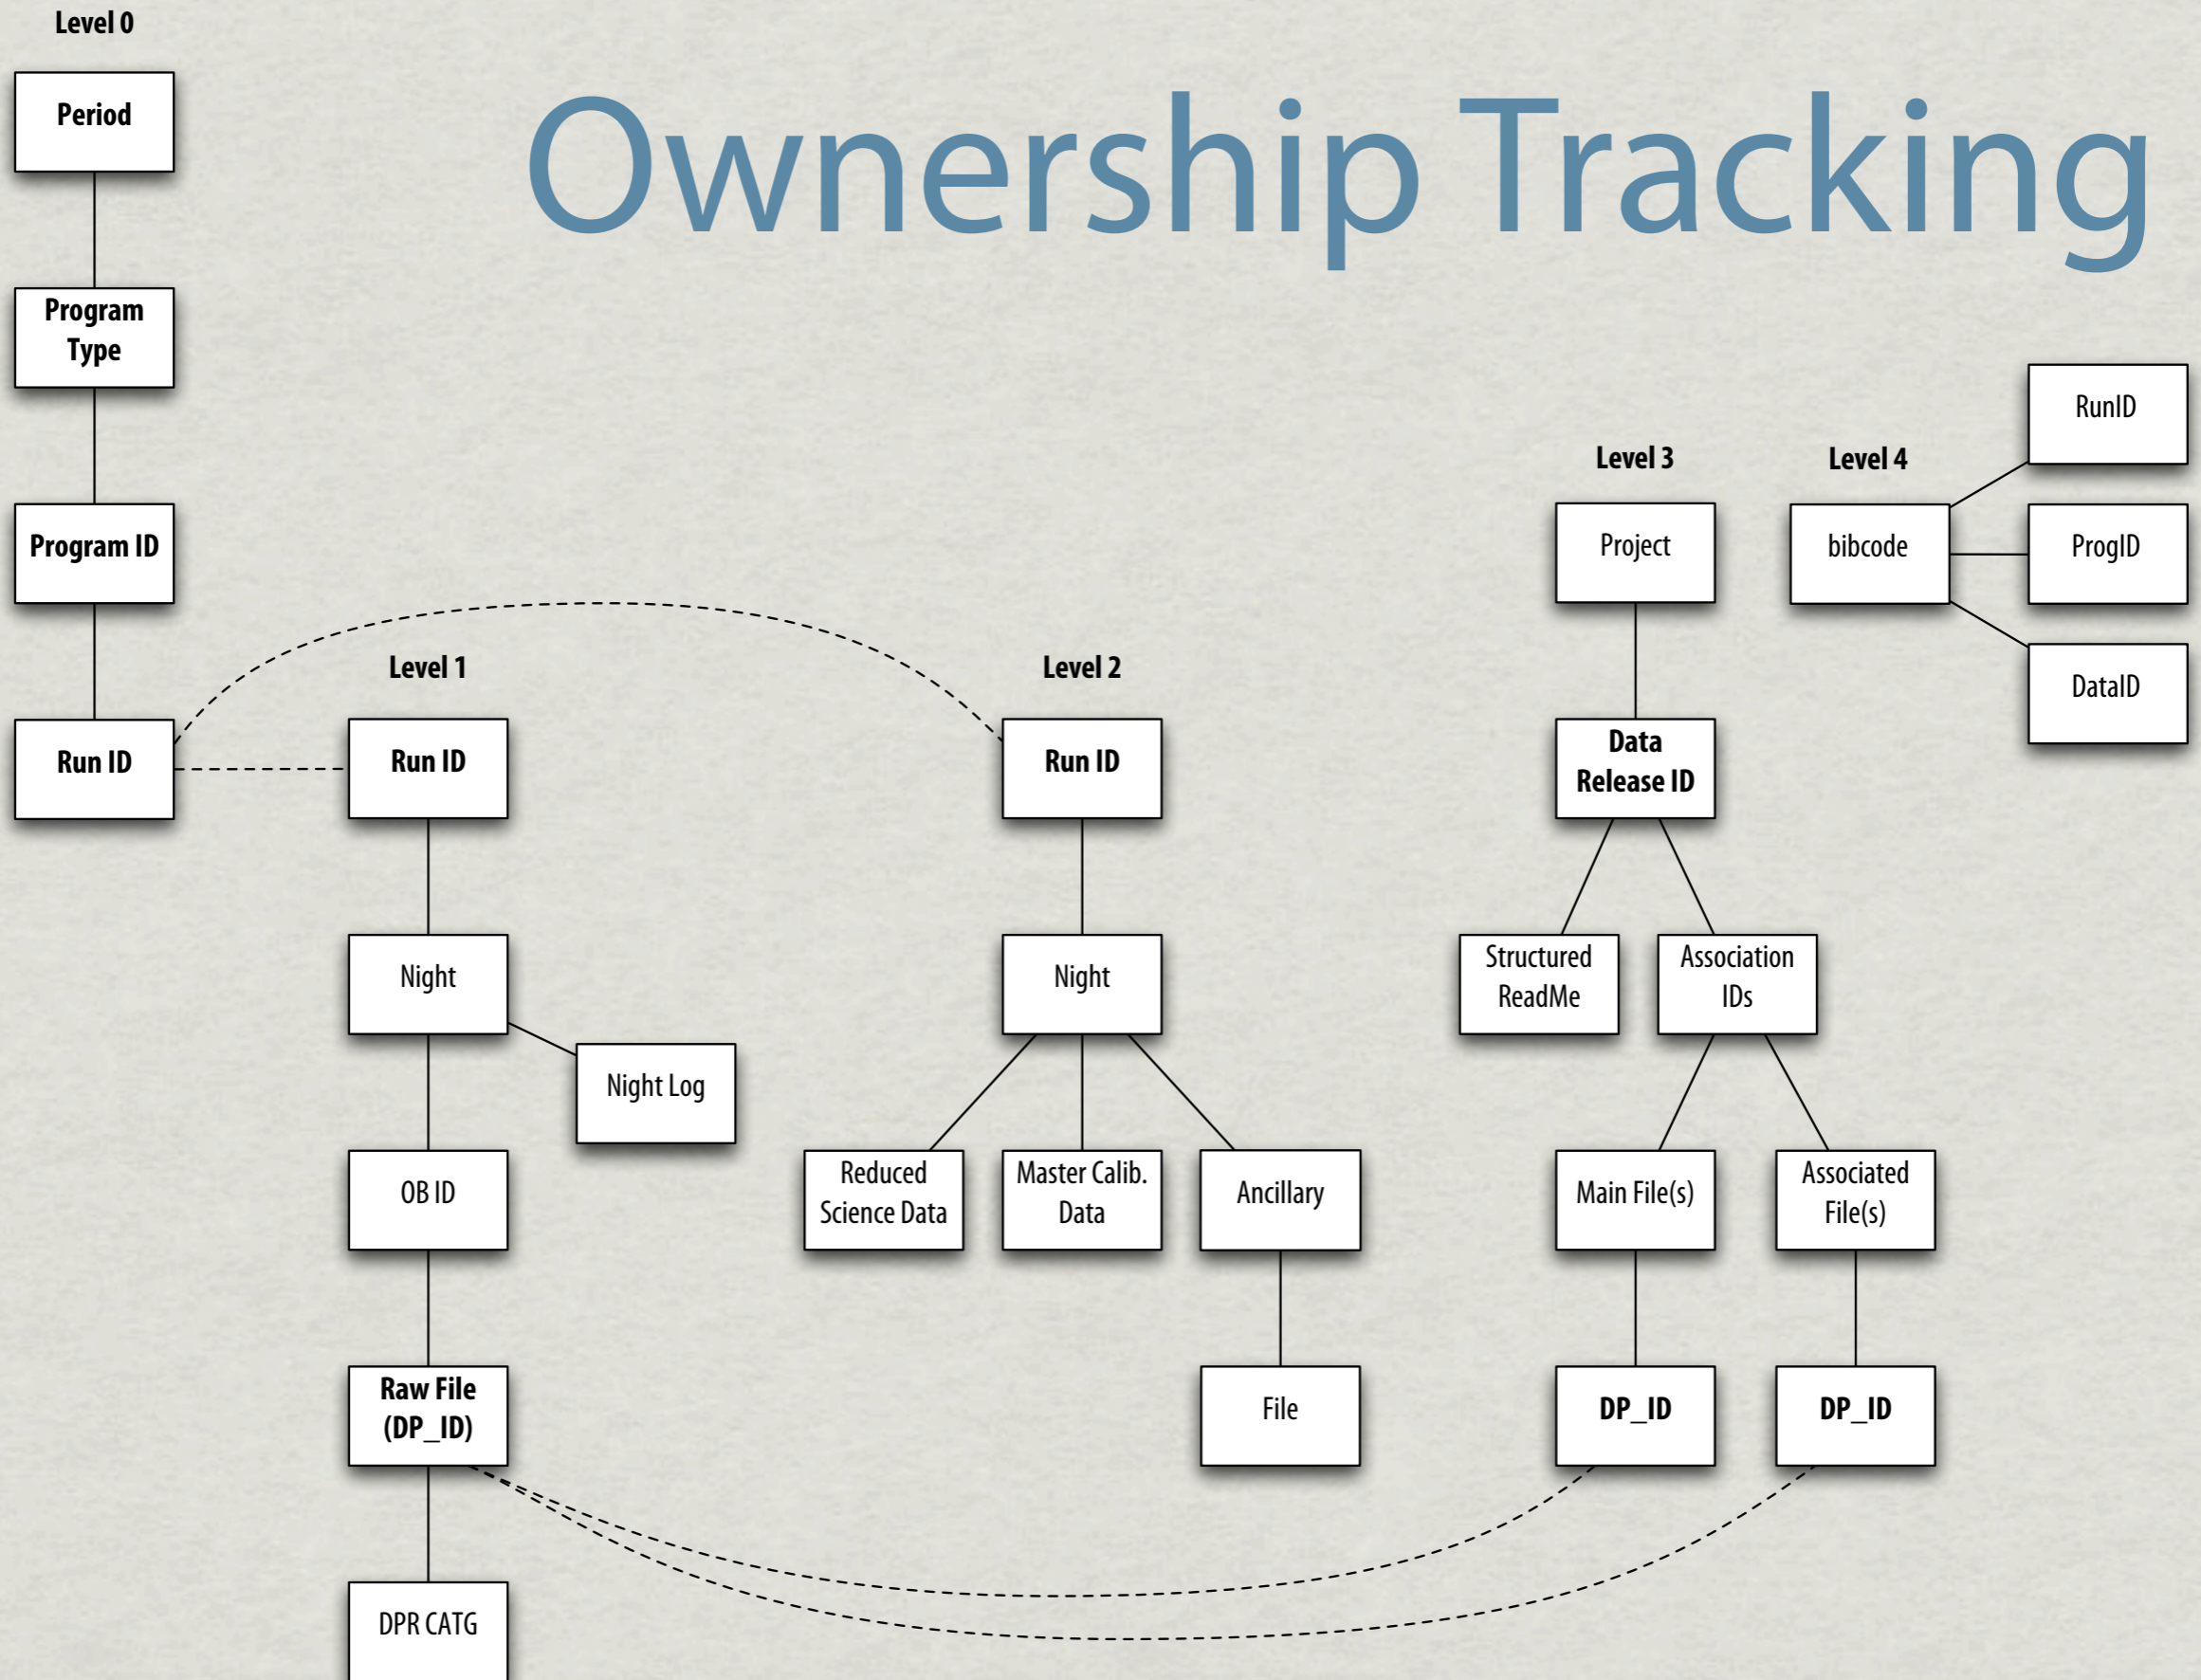 Level 0
Ownership Tracking
Period
Program
Type
Program ID
Run ID
Level 1
Run ID
Night
Night Log
OB ID
Raw File
(DP_ID)
DPR CATG
Level 2
Run ID
Night
Reduced
Science Data
Master Calib.
Data
Ancillary
File
Level 3
Project
Data
Release ID
Structured
ReadMe
Association
IDs
Main File(s)
Associated
File(s)
DP_ID
DP_ID
Level 4
bibcode
RunID
ProgID
DataID